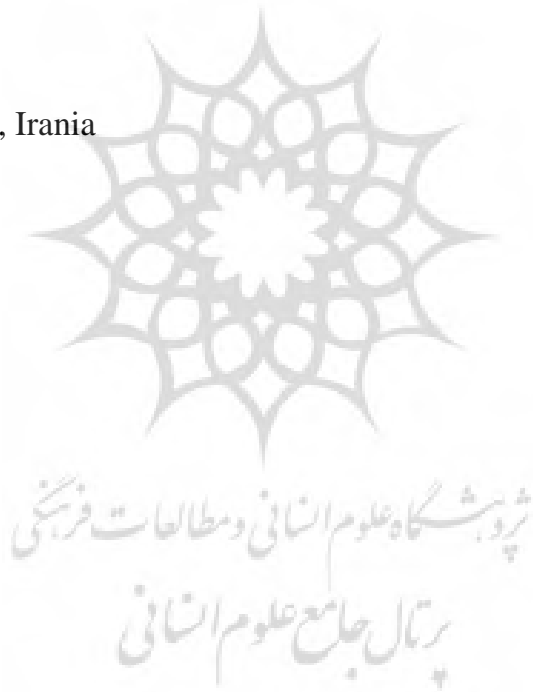 , Irania
پژوهشگاه علوم انسانی و مطالعات فرهنگی
پرتال جامع علوم انسانی